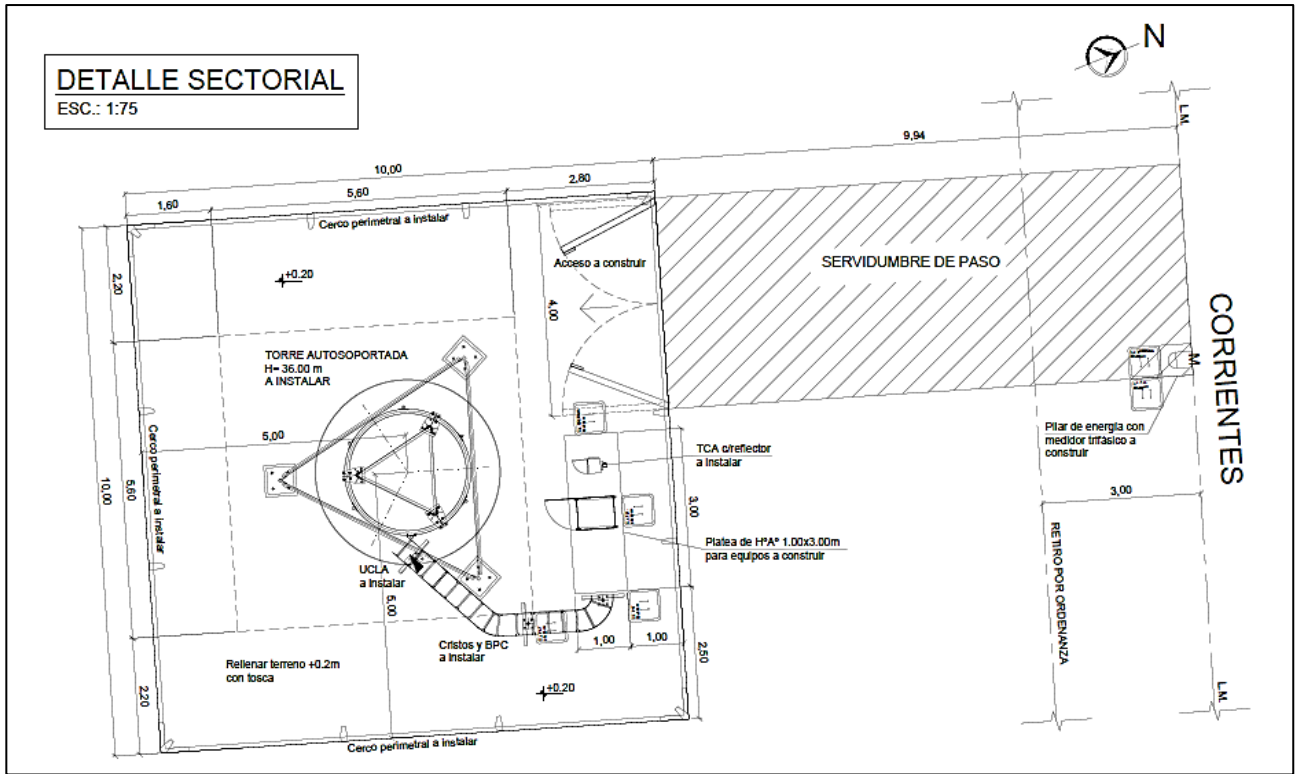 DETALLE SECTORIAL
ESC.: 1:75
N
L.M.
9,94
10,00
5,60
2,80
1,60
Cerco perimetral a instalar
Acceso a construir
SERVIDUMBRE DE PASO
2,20
+0.20
4,00
CORRIENTES
TORRE AUTOSOPORTADA
H= 36.00 m
A INSTALAR
M
Pilar de energía con
medidor trifásico a
construir
5,00
TCA c/reflector
a instalar
Cerco perimetral a instalar
10,00
5,60
3,00
3,00
Platea de HºAº 1.00x3.00m
para equipos a construir
UCLA
a instalar
5,00
RETIRO POR ORDENANZA
Cristos y BPC
a instalar
1,00
1,00
2,50
Rellenar terreno +0.2m
con tosca
2,20
+0.20
L.M.
Cerco perimetral a instalar